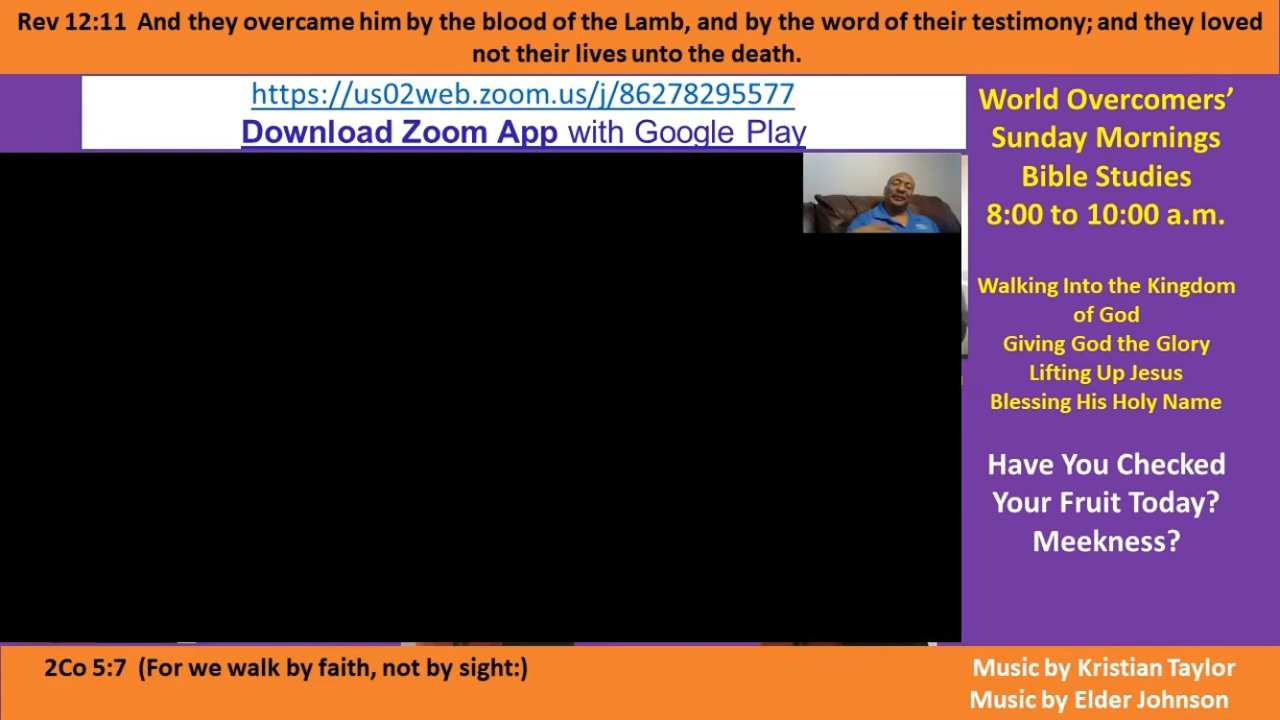 Rev 12:11  And they overcame him by the blood of the Lamb, and by the word of their testimony; and they loved
not their lives unto the death.
https://us02web.zoom.us/j/86278295577
Download Zoom App with Google Play
World Overcomers’
Sunday Mornings
Bible Studies
8:00 to 10:00 a.m.
Walking Into the Kingdom
of God
Giving God the Glory
Lifting Up Jesus
Blessing His Holy Name
Have You Checked
Your Fruit Today?
Meekness?
2Co 5:7  (For we walk by faith, not by sight:)
Music by Kristian Taylor
Music by Elder Johnson